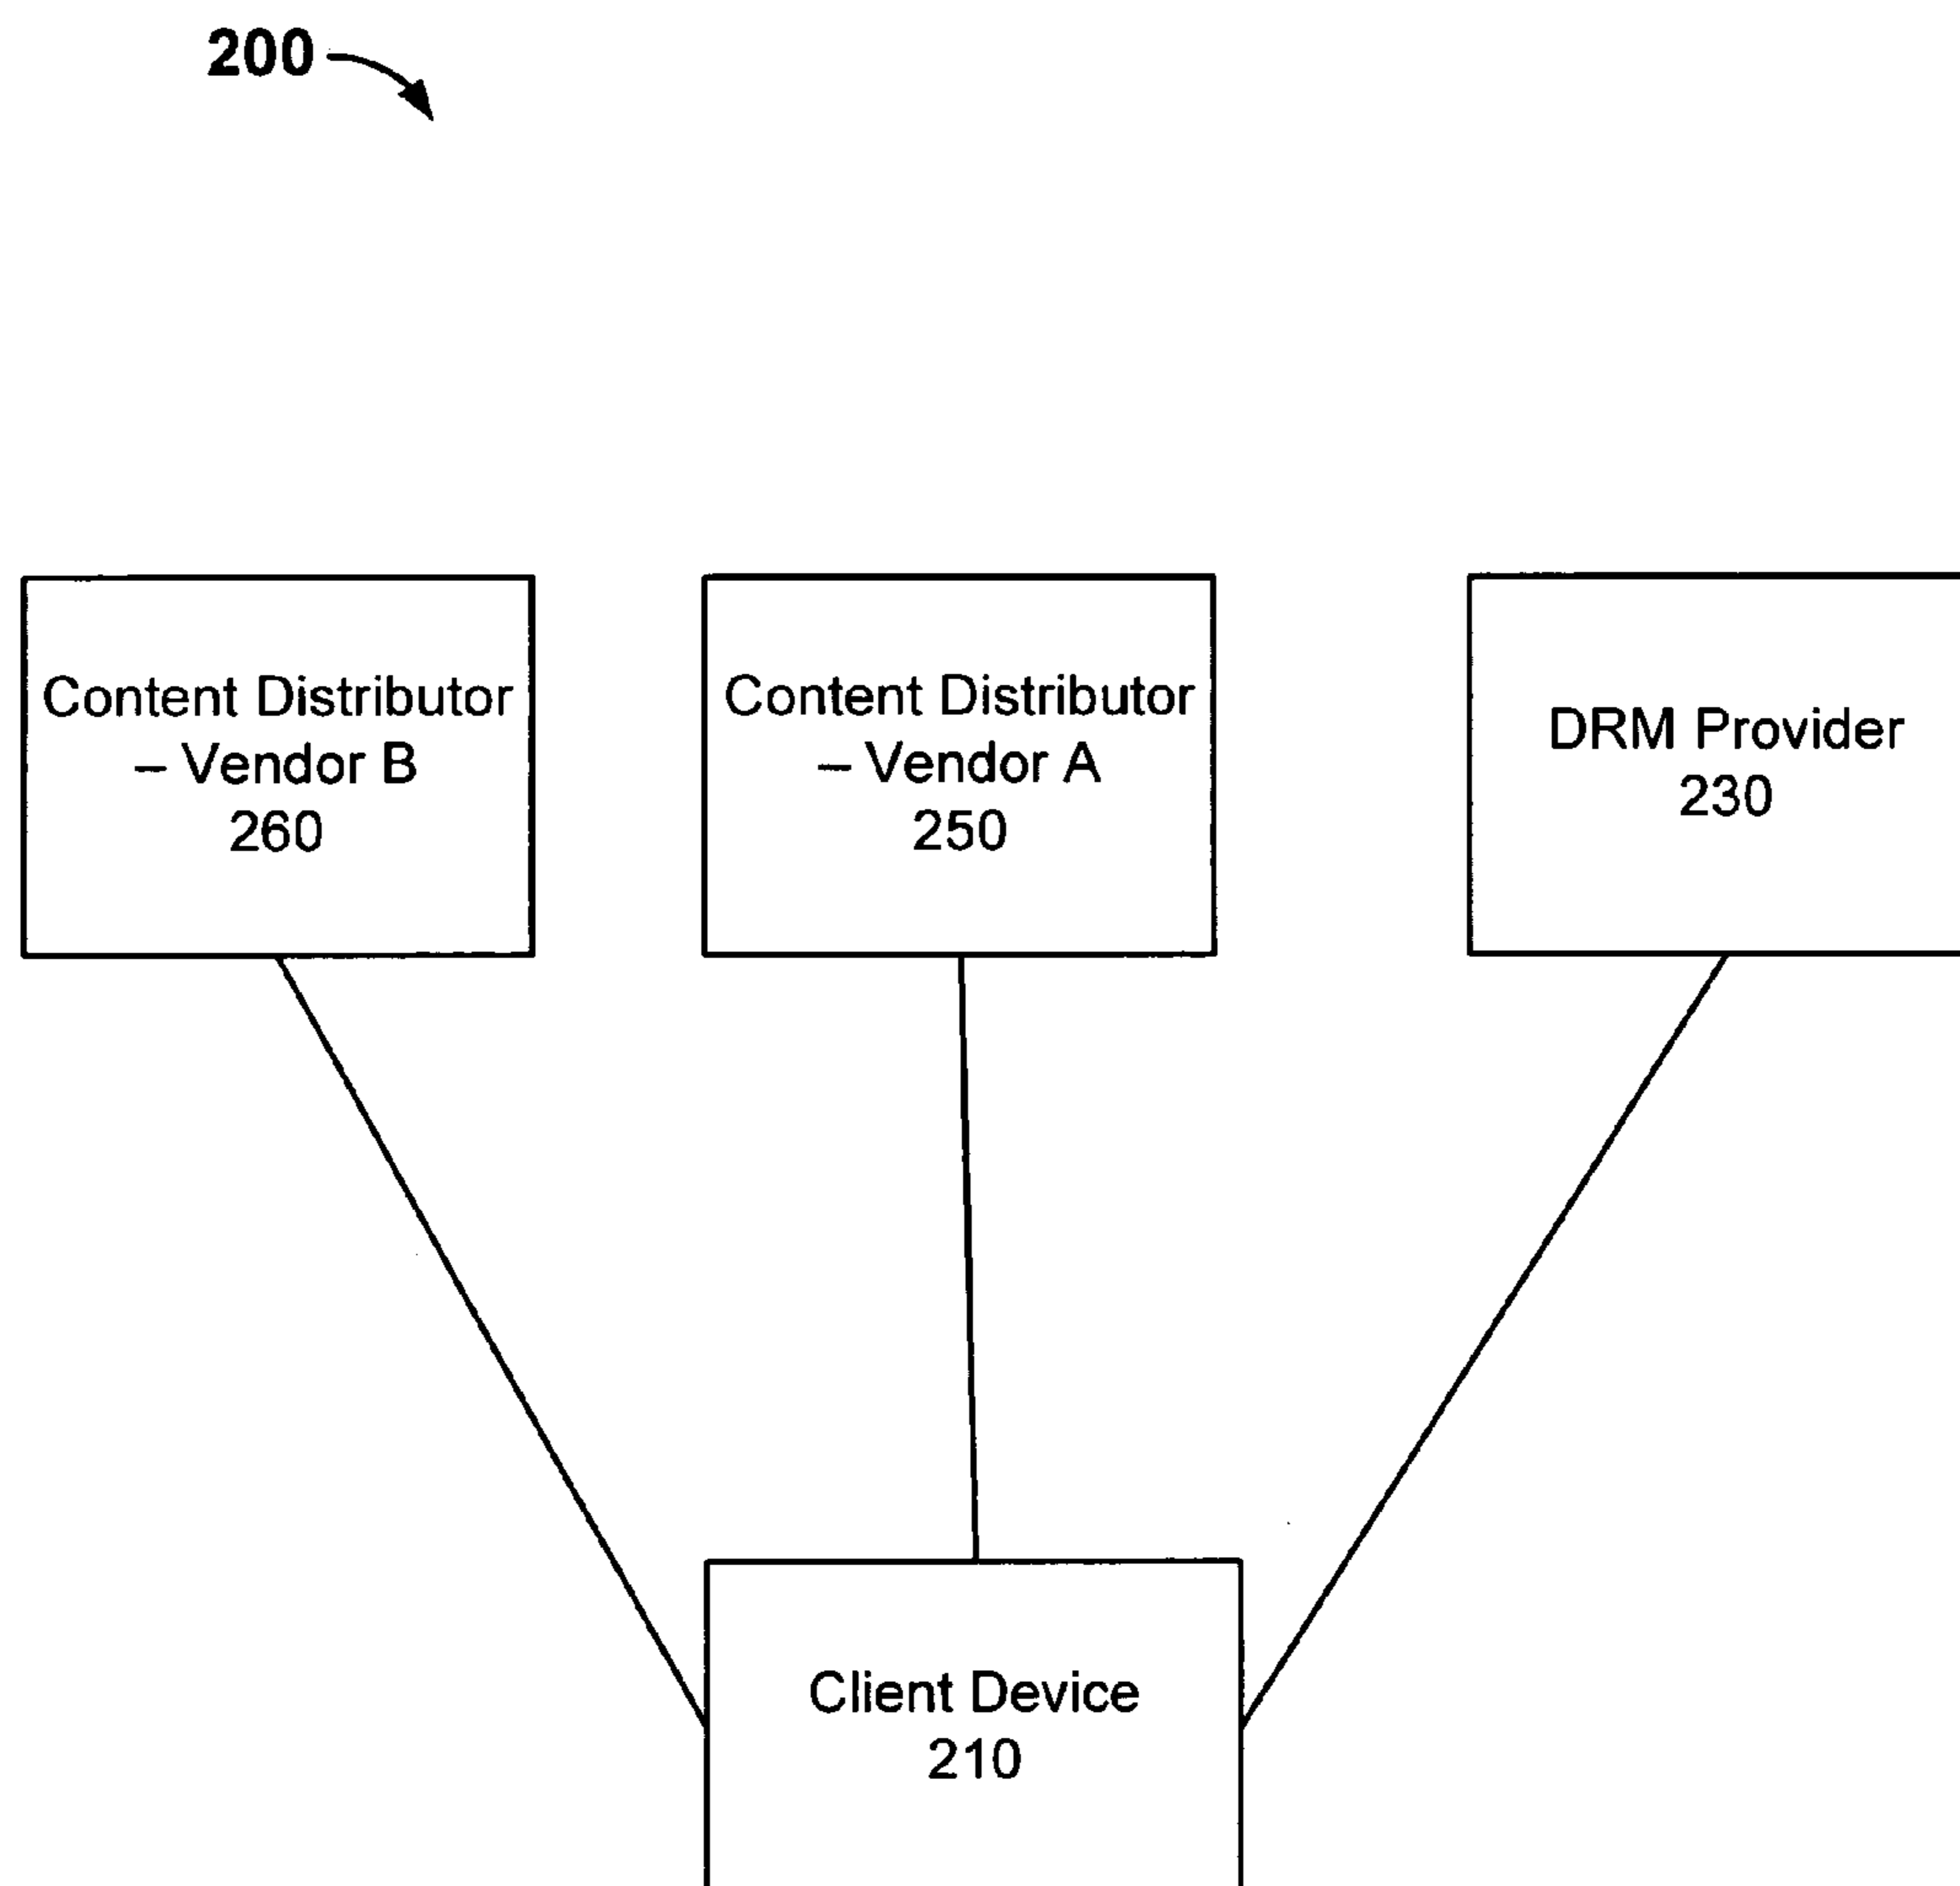 200
Content Distributor
– Vendor B
260
Content Distributor
– Vendor A
250
DRM Provider
230
Client Device
210